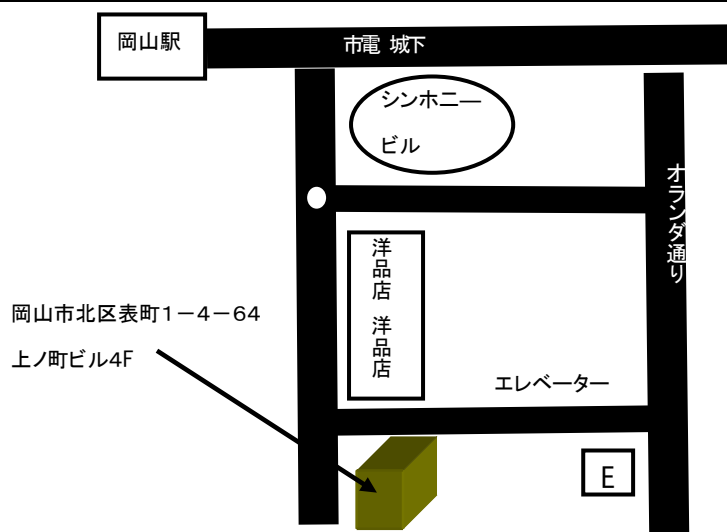 岡山駅
市電 城下
シンホニ―
ビル
オランダ通り
洋品店 洋品店
岡山市北区表町1－4－64
上ノ町ビル4F
エレベーター
E